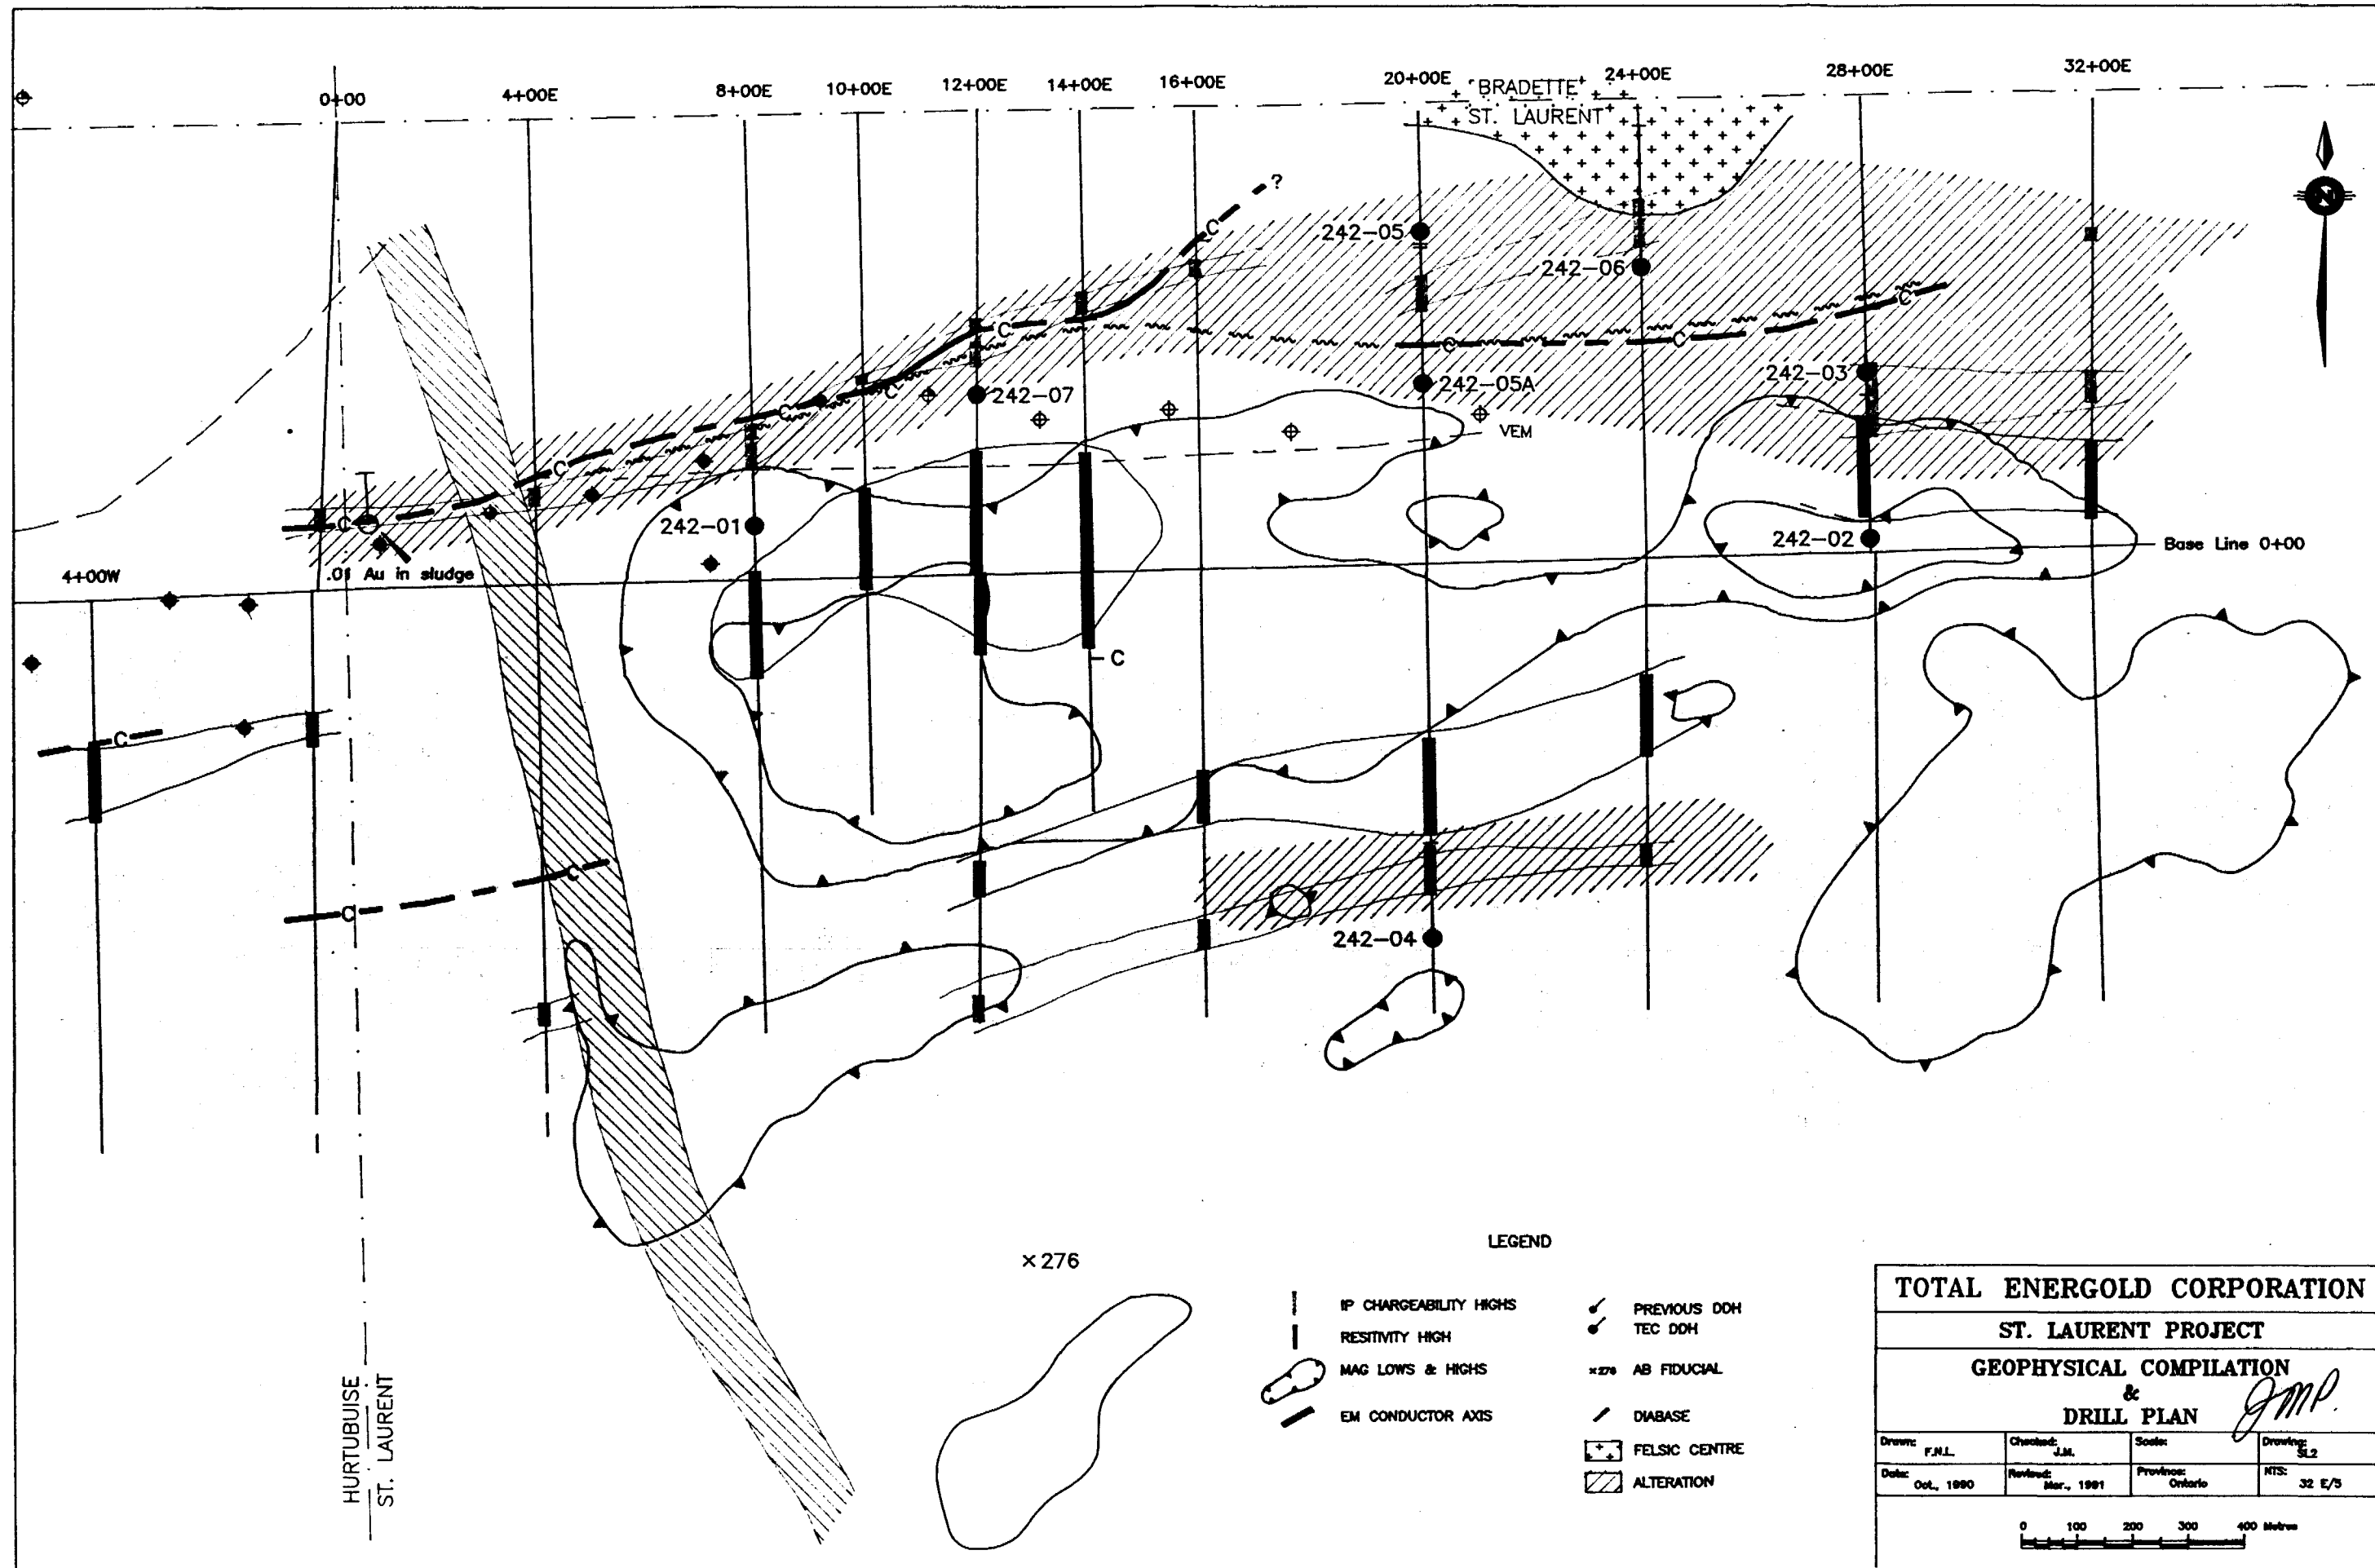 0+00
4+00E
8+00E
10+00E
12+00E
14+00E
16+00E
20+00E
24+00E
28+00E
32+00E
BRADETTE
ST. LAURENT
N
?
C
242-05
242-06
C
C
C
C
C
242-03
242-05A
242-07
C
VEM
C
242-01
C
242-02
Base Line 0+00
.01 Au in sludge
4+00W
C
C
C
C
242-04
HURTUBUISE
ST. LAURENT
×276
LEGEND
IP CHARGEABILITY HIGHS
RESITIVITY HIGH
MAG LOWS & HIGHS
EM CONDUCTOR AXIS
PREVIOUS DDH
TEC DDH
×276 AB FIDUCIAL
DIABASE
FELSIC CENTRE
ALTERATION
TOTAL ENERGOLD CORPORATION
ST. LAURENT PROJECT
GEOPHYSICAL COMPILATION
&
DRILL PLAN
JMP.
Drawn: F.N.L.
Checked: J.M.
Scale:
Drawing: SL2
Date: Oct., 1990
Revised: Mar., 1991
Province: Ontario
NTS: 32 E/5
0 100 200 300 400 Metres